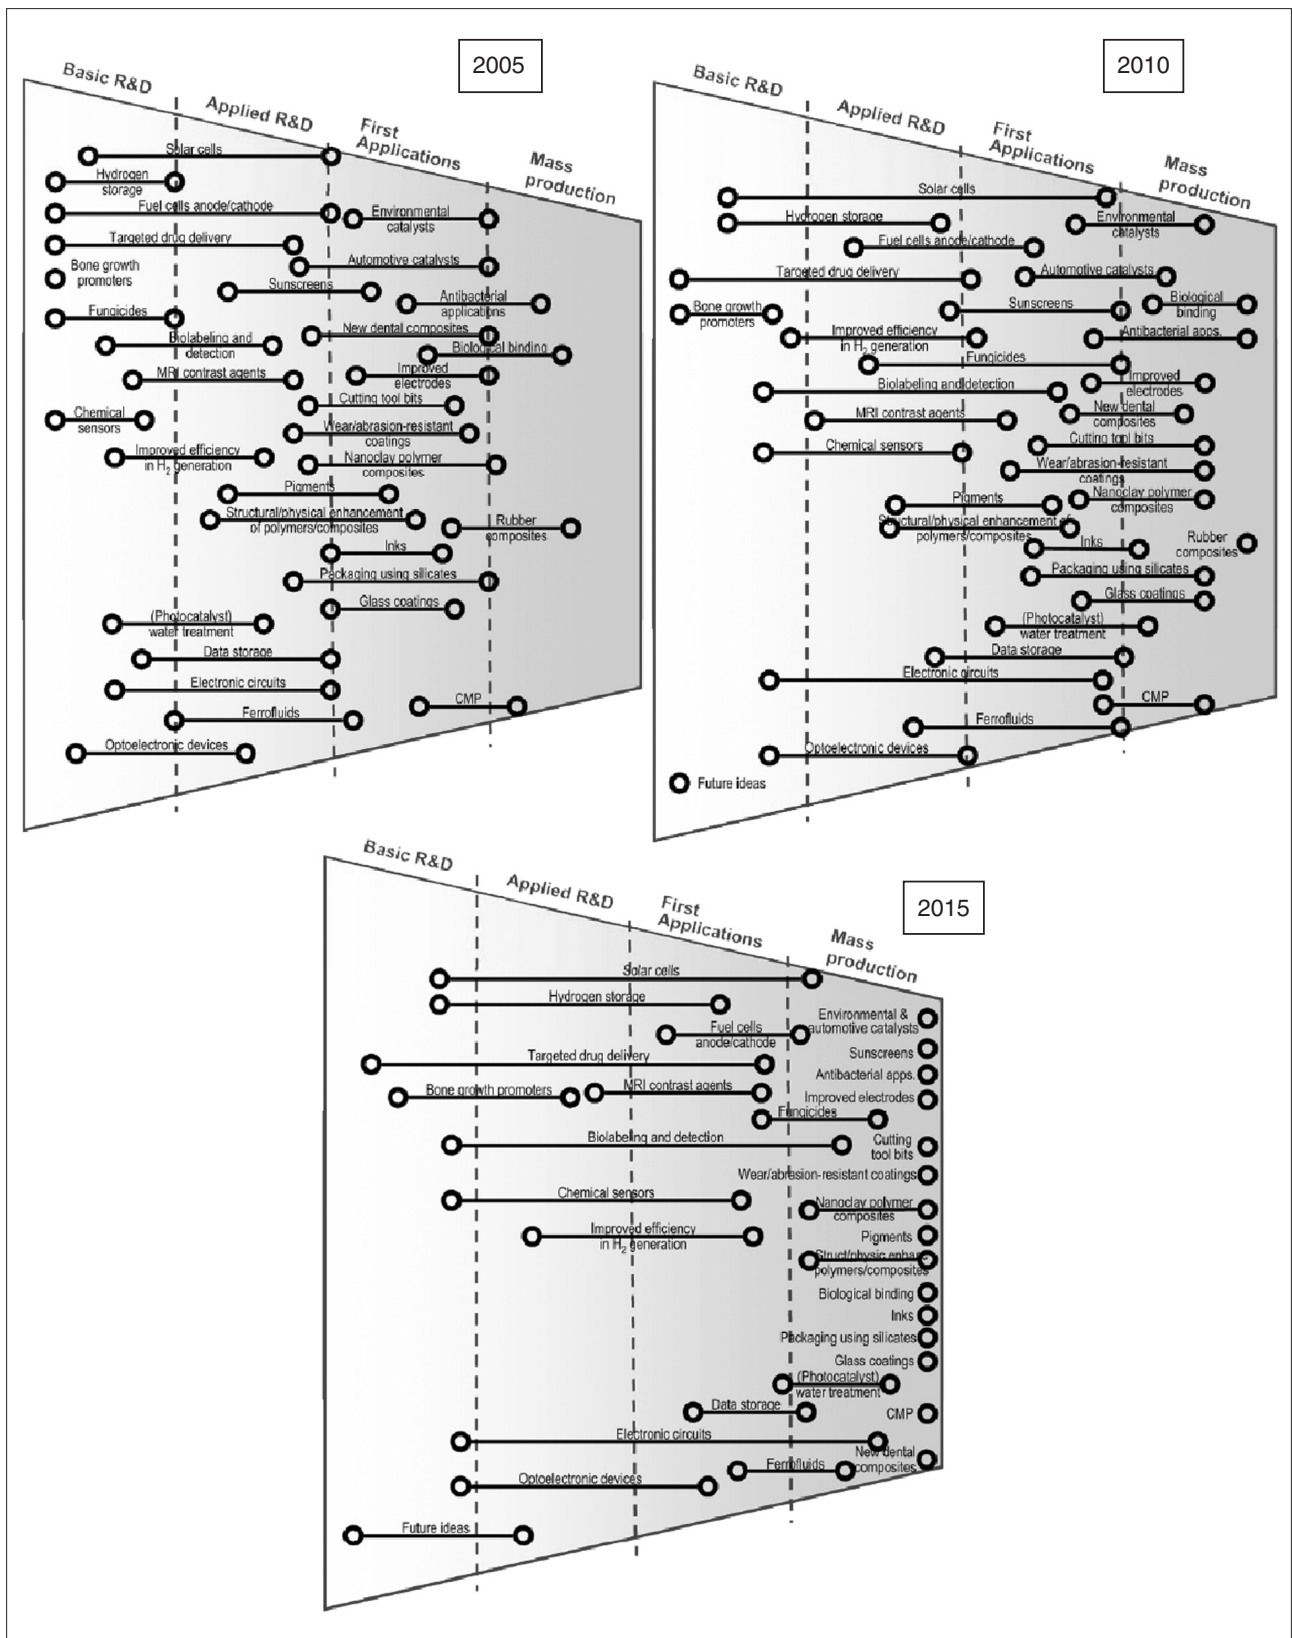 2005
Basic R&D
Applied R&D
First
Applications
Mass
production
Solar cells
Hydrogen
storage
Fuel cells anode/cathode
Environmental
catalysts
Targeted drug delivery
Automotive catalysts
Bone growth
promoters
Sunscreens
Antibacterial
applications
Fungicides
New dental composites
Biolabeling and
detection
Biological binding
MRI contrast agents
Improved
electrodes
Cutting tool bits
Chemical
sensors
Wear/abrasion-resistant
coatings
Improved efficiency
in H2 generation
Nanoclay polymer
composites
Pigments
Structural/physical enhancement
of polymers/composites
Rubber
composites
Inks
Packaging using silicates
Glass coatings
(Photocatalyst)
water treatment
Data storage
Electronic circuits
CMP
Ferrofluids
Optoelectronic devices
2010
Basic R&D
Applied R&D
First
Applications
Mass
production
Solar cells
Hydrogen storage
Environmental
catalysts
Fuel cells anode/cathode
Targeted drug delivery
Automotive catalysts
Bone growth
promoters
Sunscreens
Biological
binding
Improved efficiency
in H2 generation
Antibacterial apps.
Fungicides
Biolabeling and detection
Improved
electrodes
MRI contrast agents
New dental
composites
Chemical sensors
Cutting tool bits
Wear/abrasion-resistant
coatings
Pigments
Nanoclay polymer
composites
Structural/physical enhancement of
polymers/composites
Inks
Rubber
composites
Packaging using silicates
Glass coatings
(Photocatalyst)
water treatment
Data storage
Electronic circuits
CMP
Ferrofluids
Optoelectronic devices
Future ideas
2015
Basic R&D
Applied R&D
First
Applications
Mass
production
Solar cells
Hydrogen storage
Environmental &
automotive catalysts
Fuel cells
anode/cathode
Sunscreens
Targeted drug delivery
Antibacterial apps.
Bone growth promoters
MRI contrast agents
Improved electrodes
Fungicides
Biolabeling and detection
Cutting
tool bits
Wear/abrasion-resistant coatings
Chemical sensors
Nanoclay polymer
composites
Improved efficiency
in H2 generation
Pigments
Struct/physic enhanc
polymers/composites
Biological binding
Inks
Packaging using silicates
Glass coatings
(Photocatalyst)
water treatment
Data storage
CMP
Electronic circuits
New dental
composites
Ferrofluids
Optoelectronic devices
Future ideas